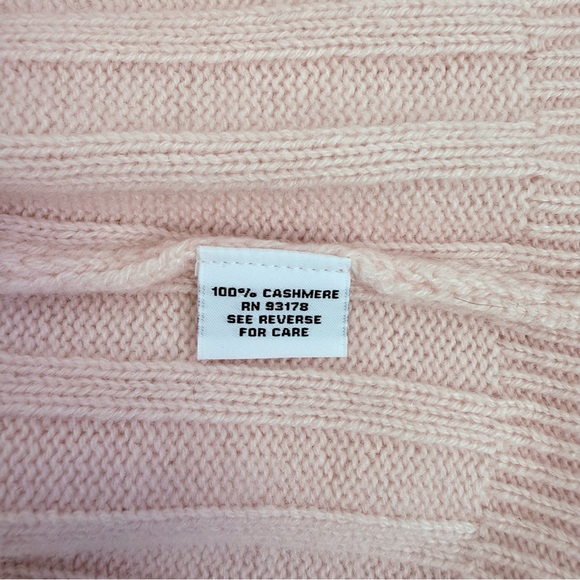 100% CASHMERE
RN 93178
SEE REVERSE
FOR CARE